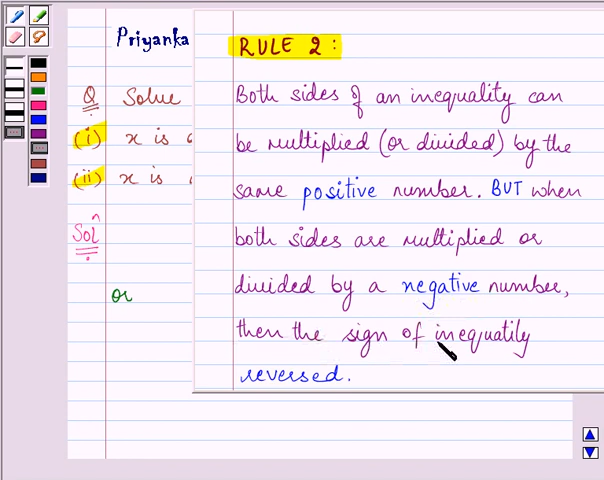 Priyanka
RULE 2 :
Q Solve
Both sides of an inequality can
(i) x is
be multiplied (or divided) by the
(ii) x is
same positive number. BUT when
Solⁿ
both sides are multiplied or
or
divided by a negative number,
then the sign of inequatily
reversed.